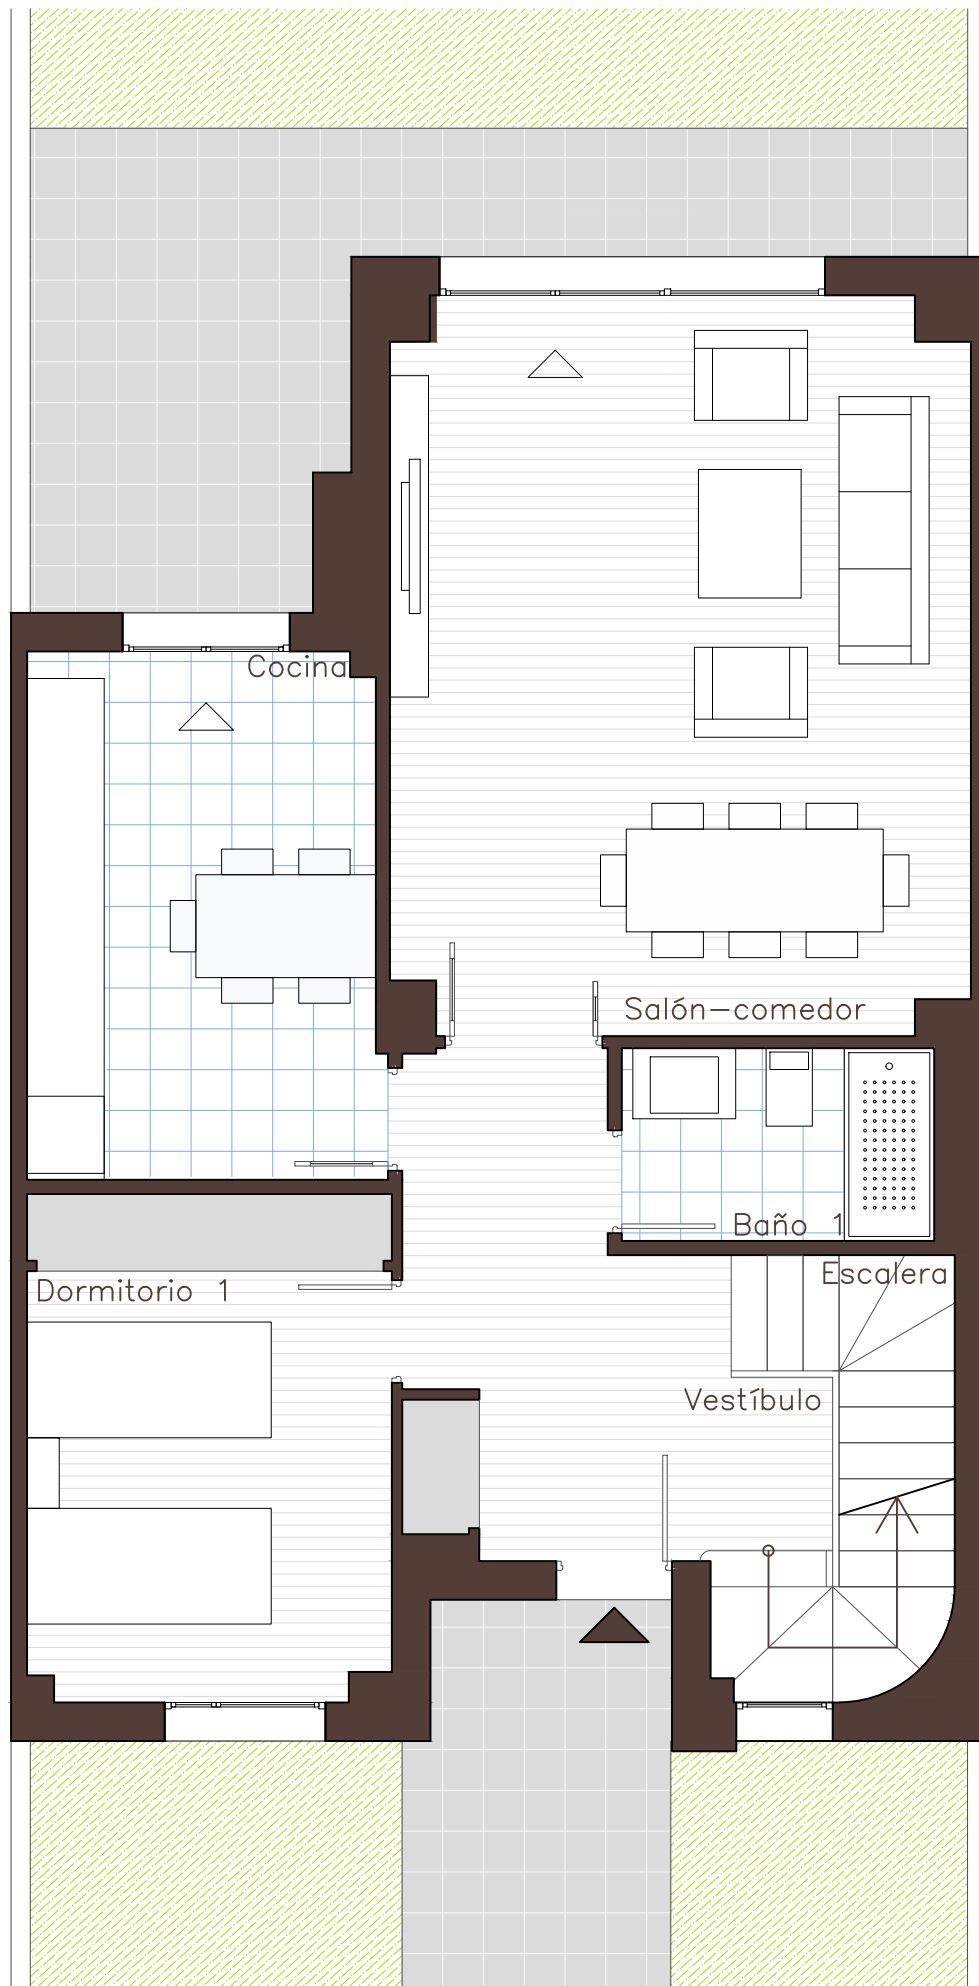 Cocina
Salón-comedor
Baño 1
Escalera
Dormitorio 1
Vestíbulo